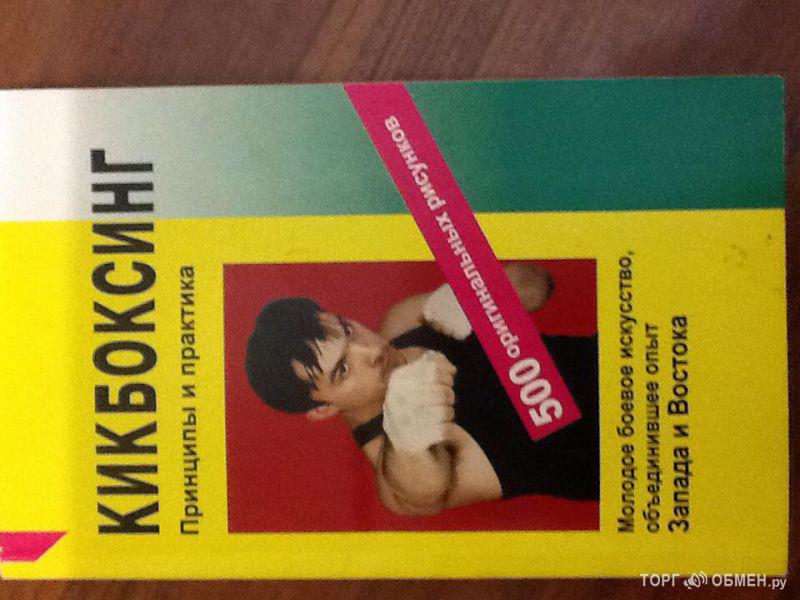 КИКБОКСИНГ
Принципы и практика
500 оригинальных рисунков
Молодое боевое искусство,
объединившее опыт
Запада и Востока
ТОРГ ОБМЕН.ру